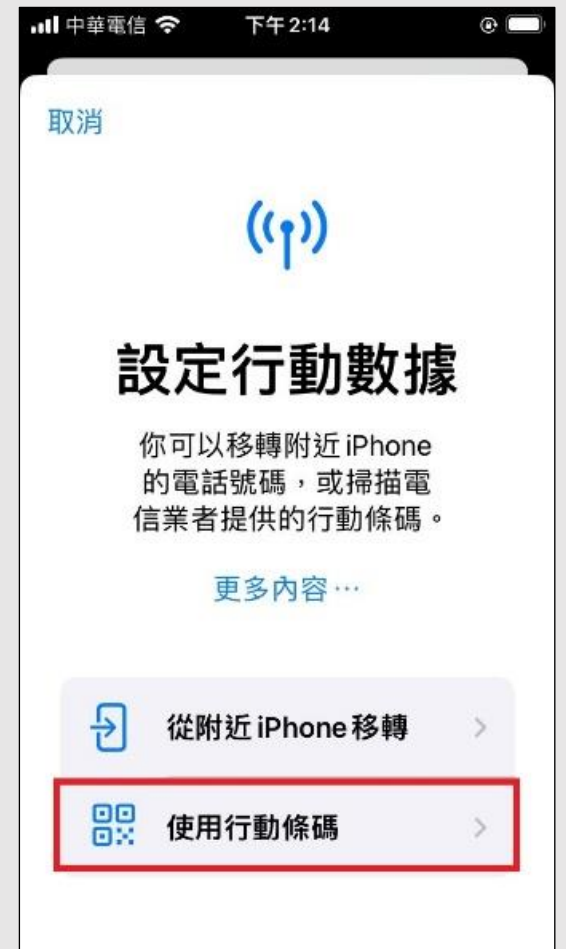 中華電信 下午 2:14
取消
設定行動數據
你可以移轉附近 iPhone
的電話號碼，或掃描電
信業者提供的行動條碼。
更多內容⋯
從附近 iPhone 移轉
使用行動條碼